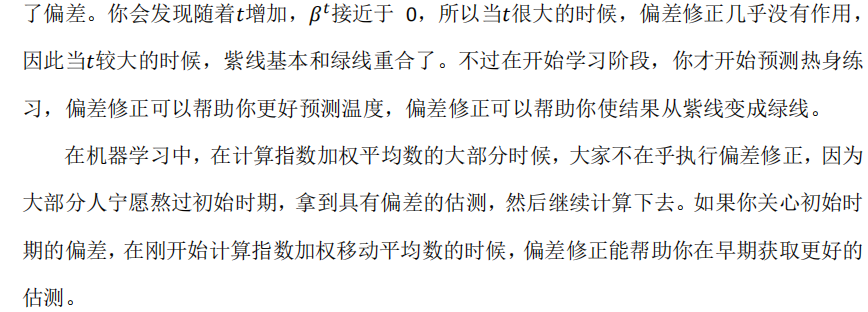 了偏差。你会发现随着t增加，βᵗ接近于 0，所以当t很大的时候，偏差修正几乎没有作用，
因此当t较大的时候，紫线基本和绿线重合了。不过在开始学习阶段，你才开始预测热身练
习，偏差修正可以帮助你更好预测温度，偏差修正可以帮助你使结果从紫线变成绿线。
在机器学习中，在计算指数加权平均数的大部分时候，大家不在乎执行偏差修正，因为
大部分人宁愿熬过初始时期，拿到具有偏差的估测，然后继续计算下去。如果你关心初始时
期的偏差，在刚开始计算指数加权移动平均数的时候，偏差修正能帮助你在早期获取更好的
估测。